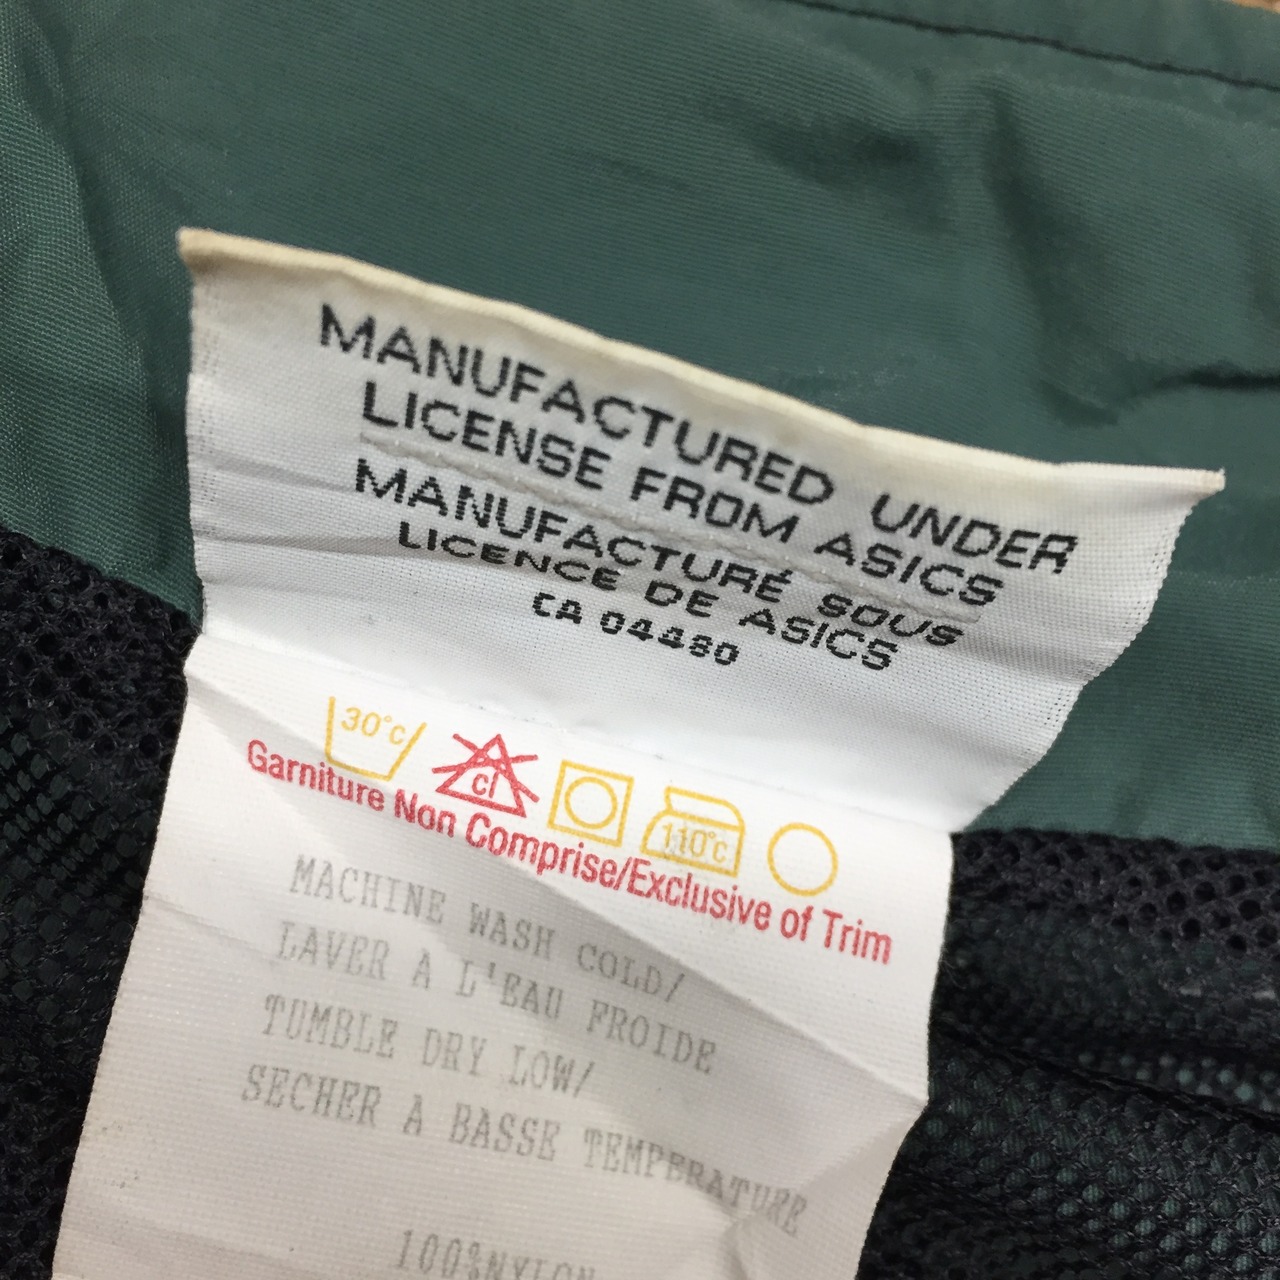 MANUFACTURED UNDER
LICENSE FROM ASICS
MANUFACTURÉ SOUS
LICENCE DE ASICS
CA 04480
30°c cl 110°c
Garniture Non Comprise/Exclusive of Trim
MACHINE WASH COLD/
LAVER A L'EAU FROIDE
TUMBLE DRY LOW/
SECHER A BASSE TEMPERATURE
100%NYLON